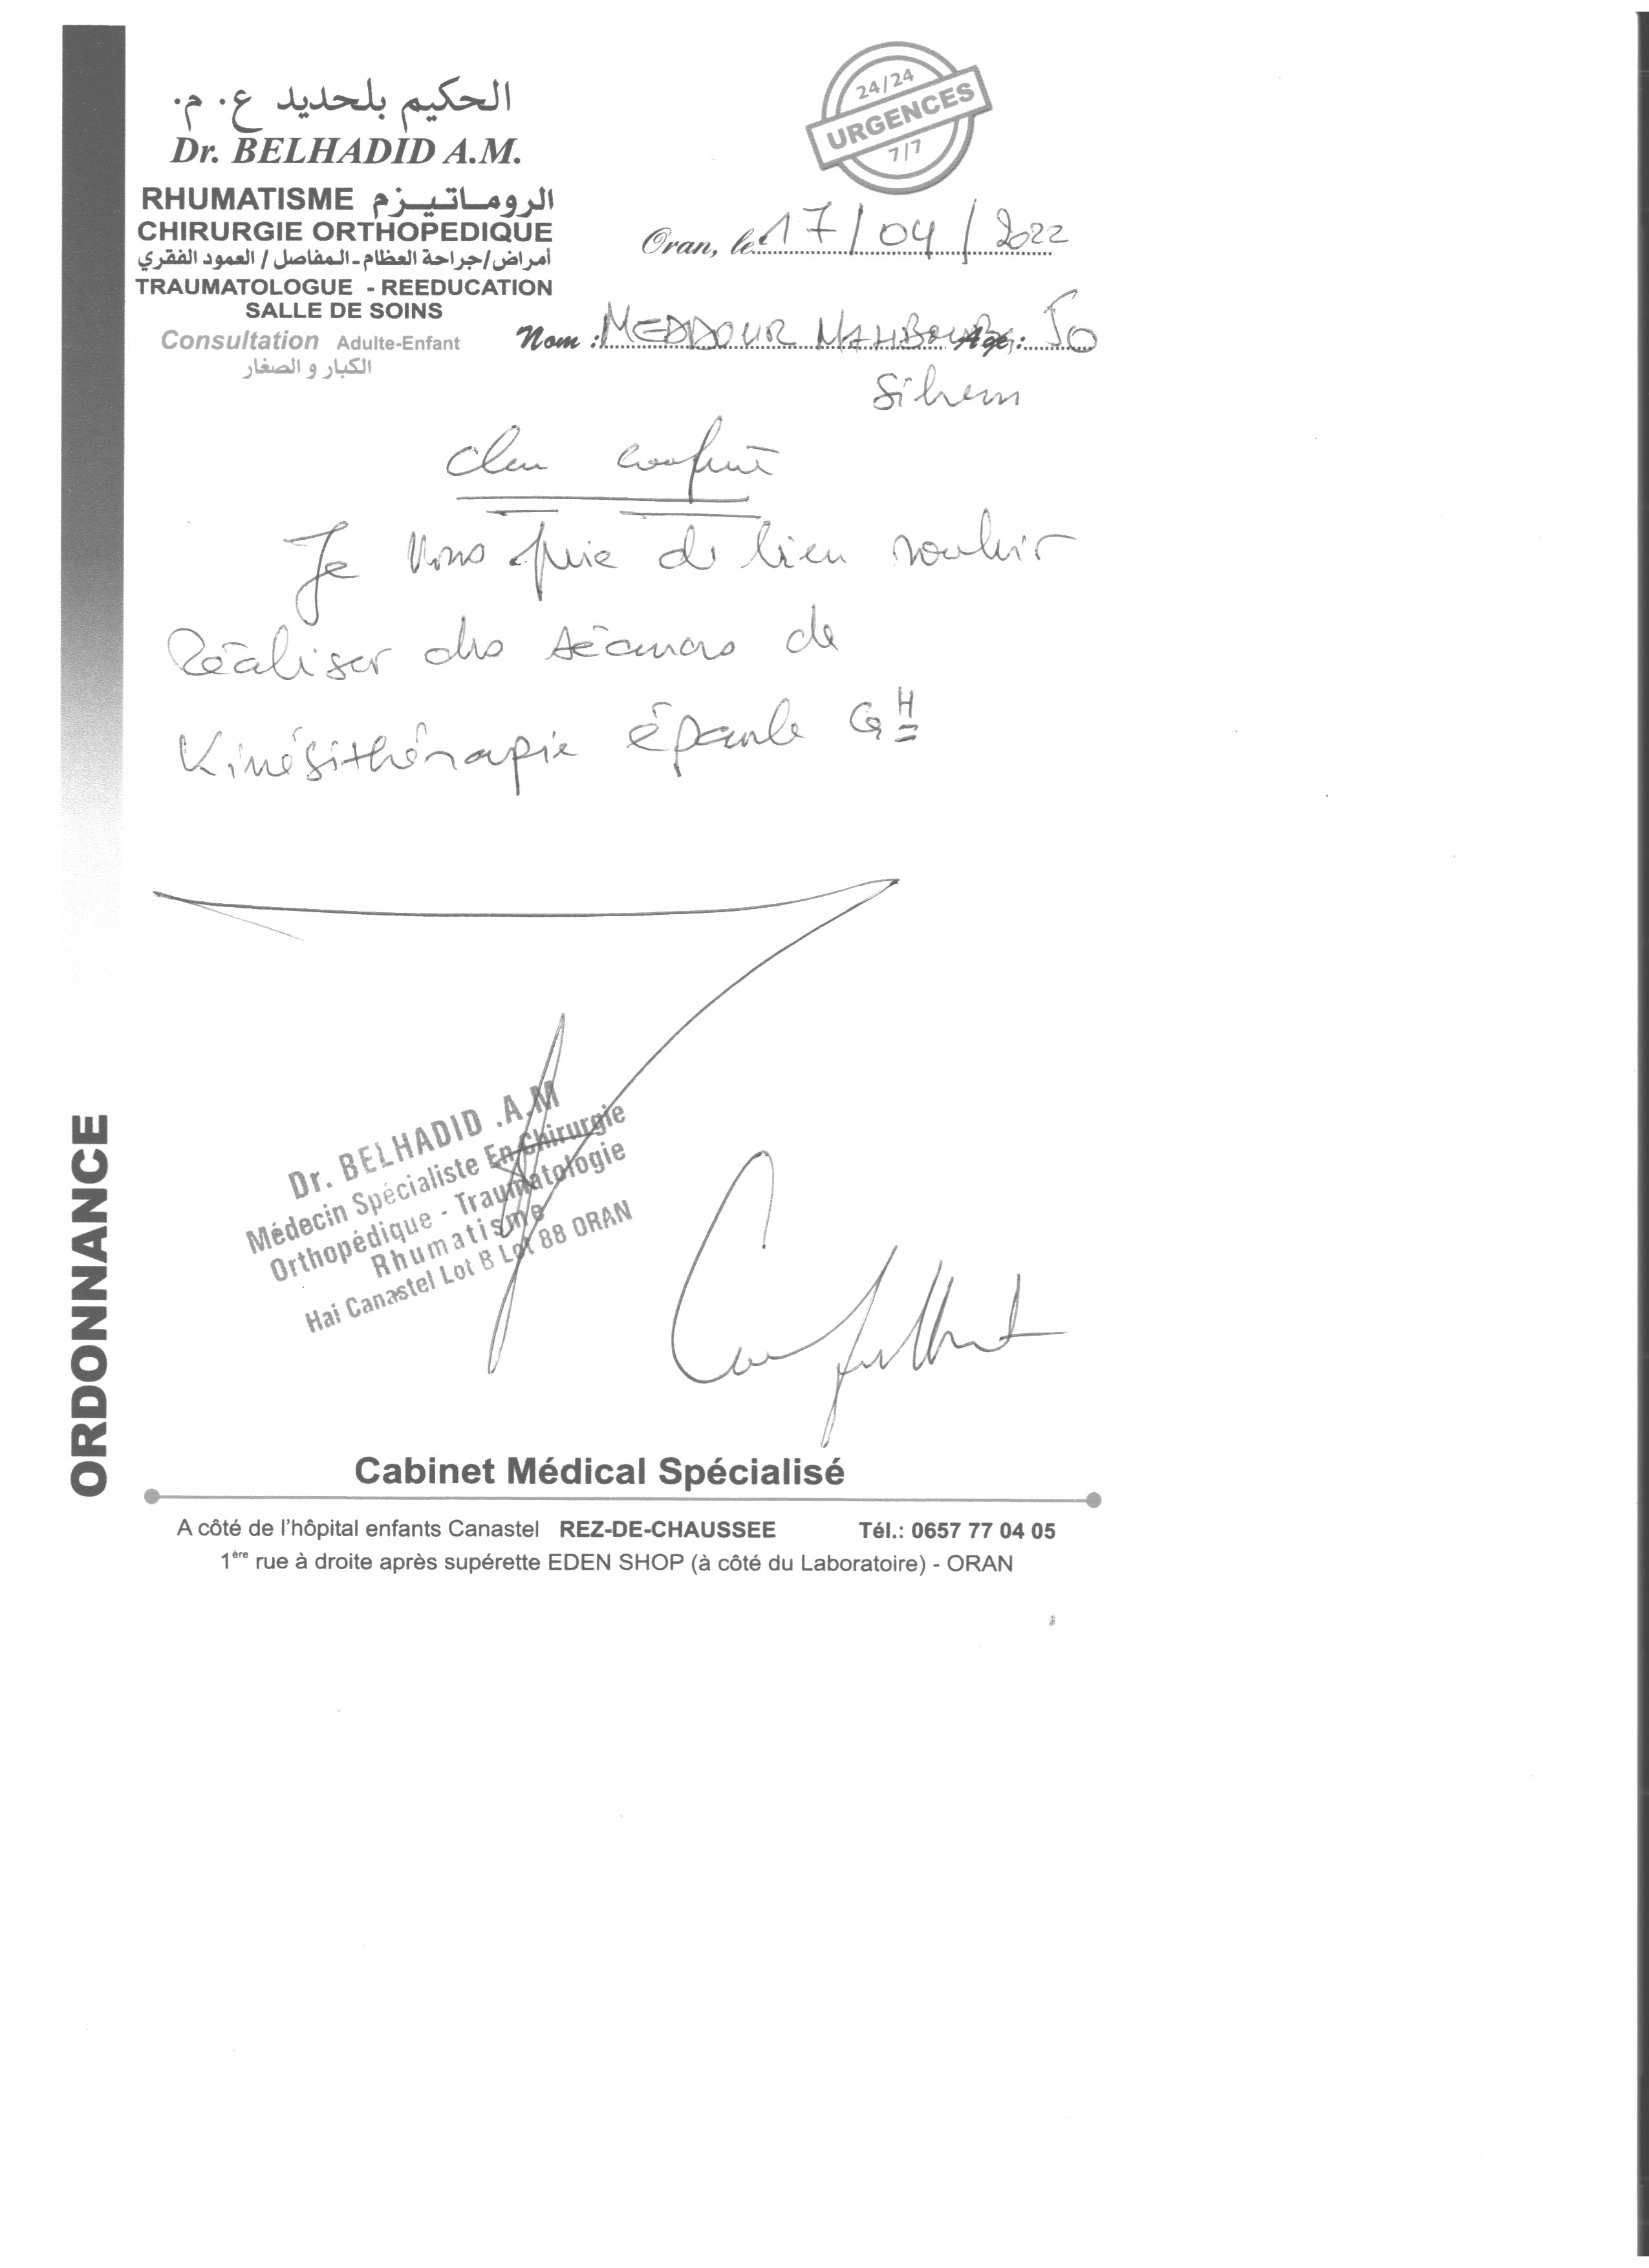 الحكيم بلحديد ع. م.
Dr. BELHADID A.M.
RHUMATISME الروماتيزم
CHIRURGIE ORTHOPEDIQUE
أمراض/جراحة العظام - المفاصل / العمود الفقري
TRAUMATOLOGUE - REEDUCATION
SALLE DE SOINS
Consultation Adulte-Enfant
الكبار و الصغار
24/24
URGENCES
7/7
Oran, le 17/04/2022
Nom : MEDDOUR MAHBOUB Age : 50
Sihem
Cher
Je vous prie de bien vouloir
Réaliser des séances de
Kinésithérapie épaule G H
Dr. BELHADID .A.M
Médecin Spécialiste En Chirurgie
Orthopédique - Traumatologie
Rhumatisme
Hai Canastel Lot B Lot 88 ORAN
ORDONNANCE
Cabinet Médical Spécialisé
A côté de l'hôpital enfants Canastel REZ-DE-CHAUSSEE Tél.: 0657 77 04 05
1ère rue à droite après supérette EDEN SHOP (à côté du Laboratoire) - ORAN